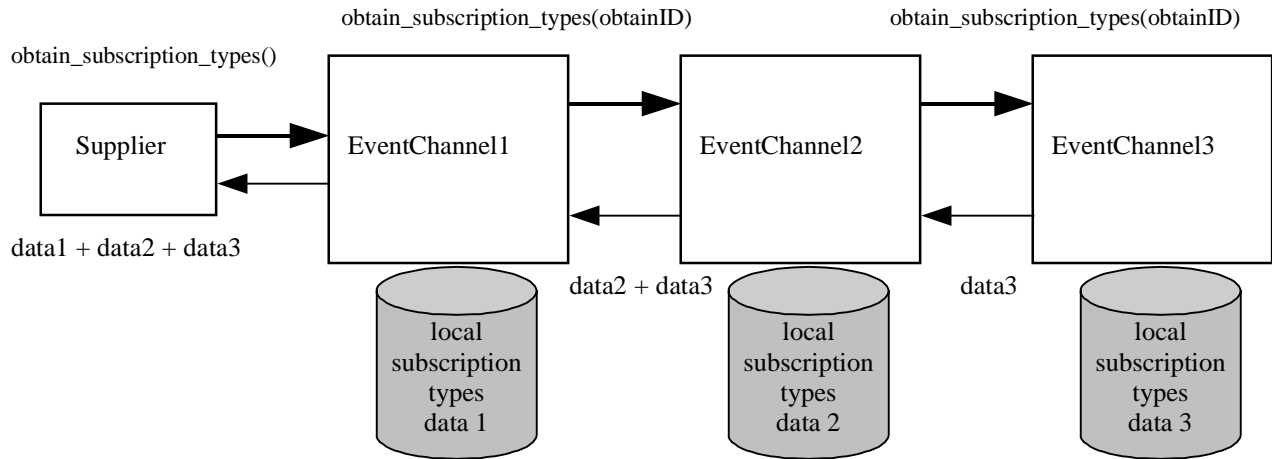 obtain_subscription_types(obtainID)
obtain_subscription_types(obtainID)
obtain_subscription_types()
Supplier
EventChannel1
EventChannel2
EventChannel3
data1 + data2 + data3
data2 + data3
data3
local
subscription
types
data 1
local
subscription
types
data 2
local
subscription
types
data 3